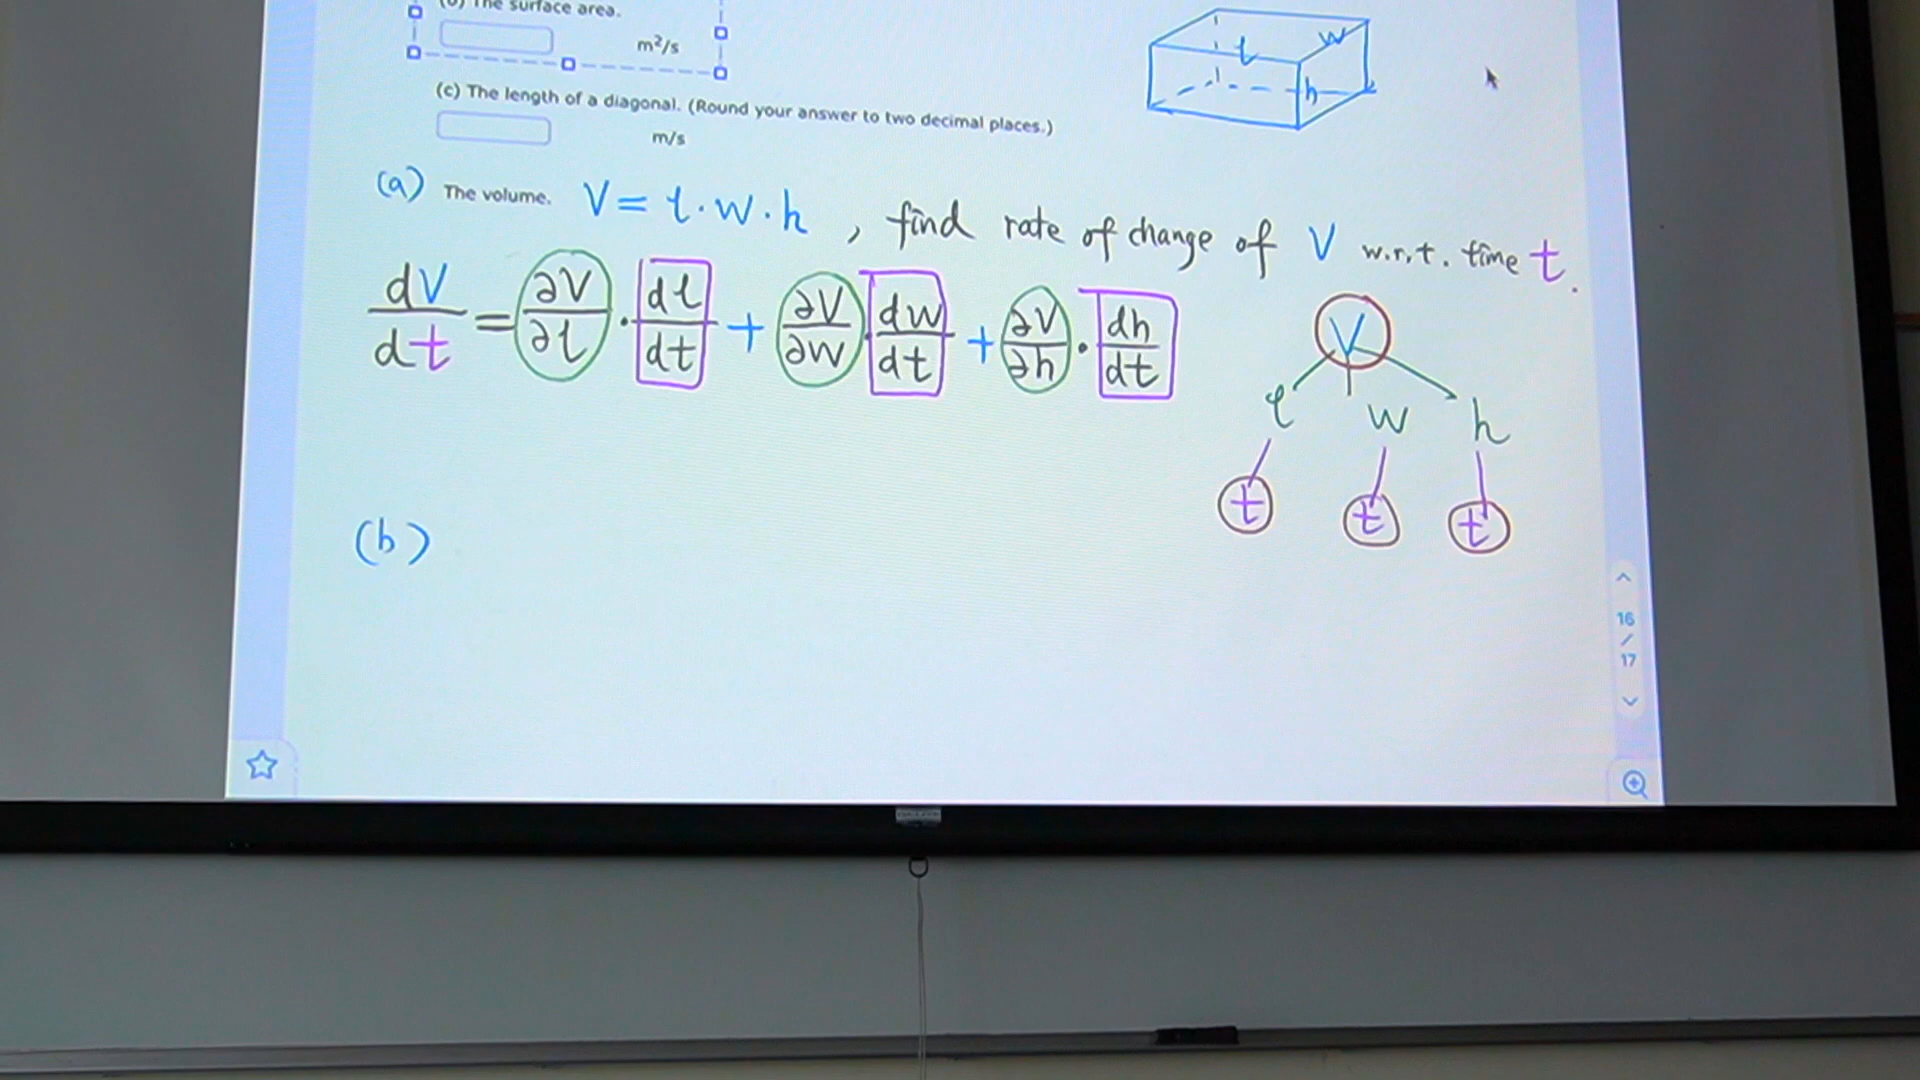 (b) The surface area.
m²/s
(c) The length of a diagonal. (Round your answer to two decimal places.)
m/s
l w h
(a) The volume. V = l · w · h , find rate of change of V w.r.t. time t.
dV/dt = ∂V/∂l · dl/dt + ∂V/∂w · dw/dt + ∂V/∂h · dh/dt
V
l w h
t t t
(b)
16
/
17